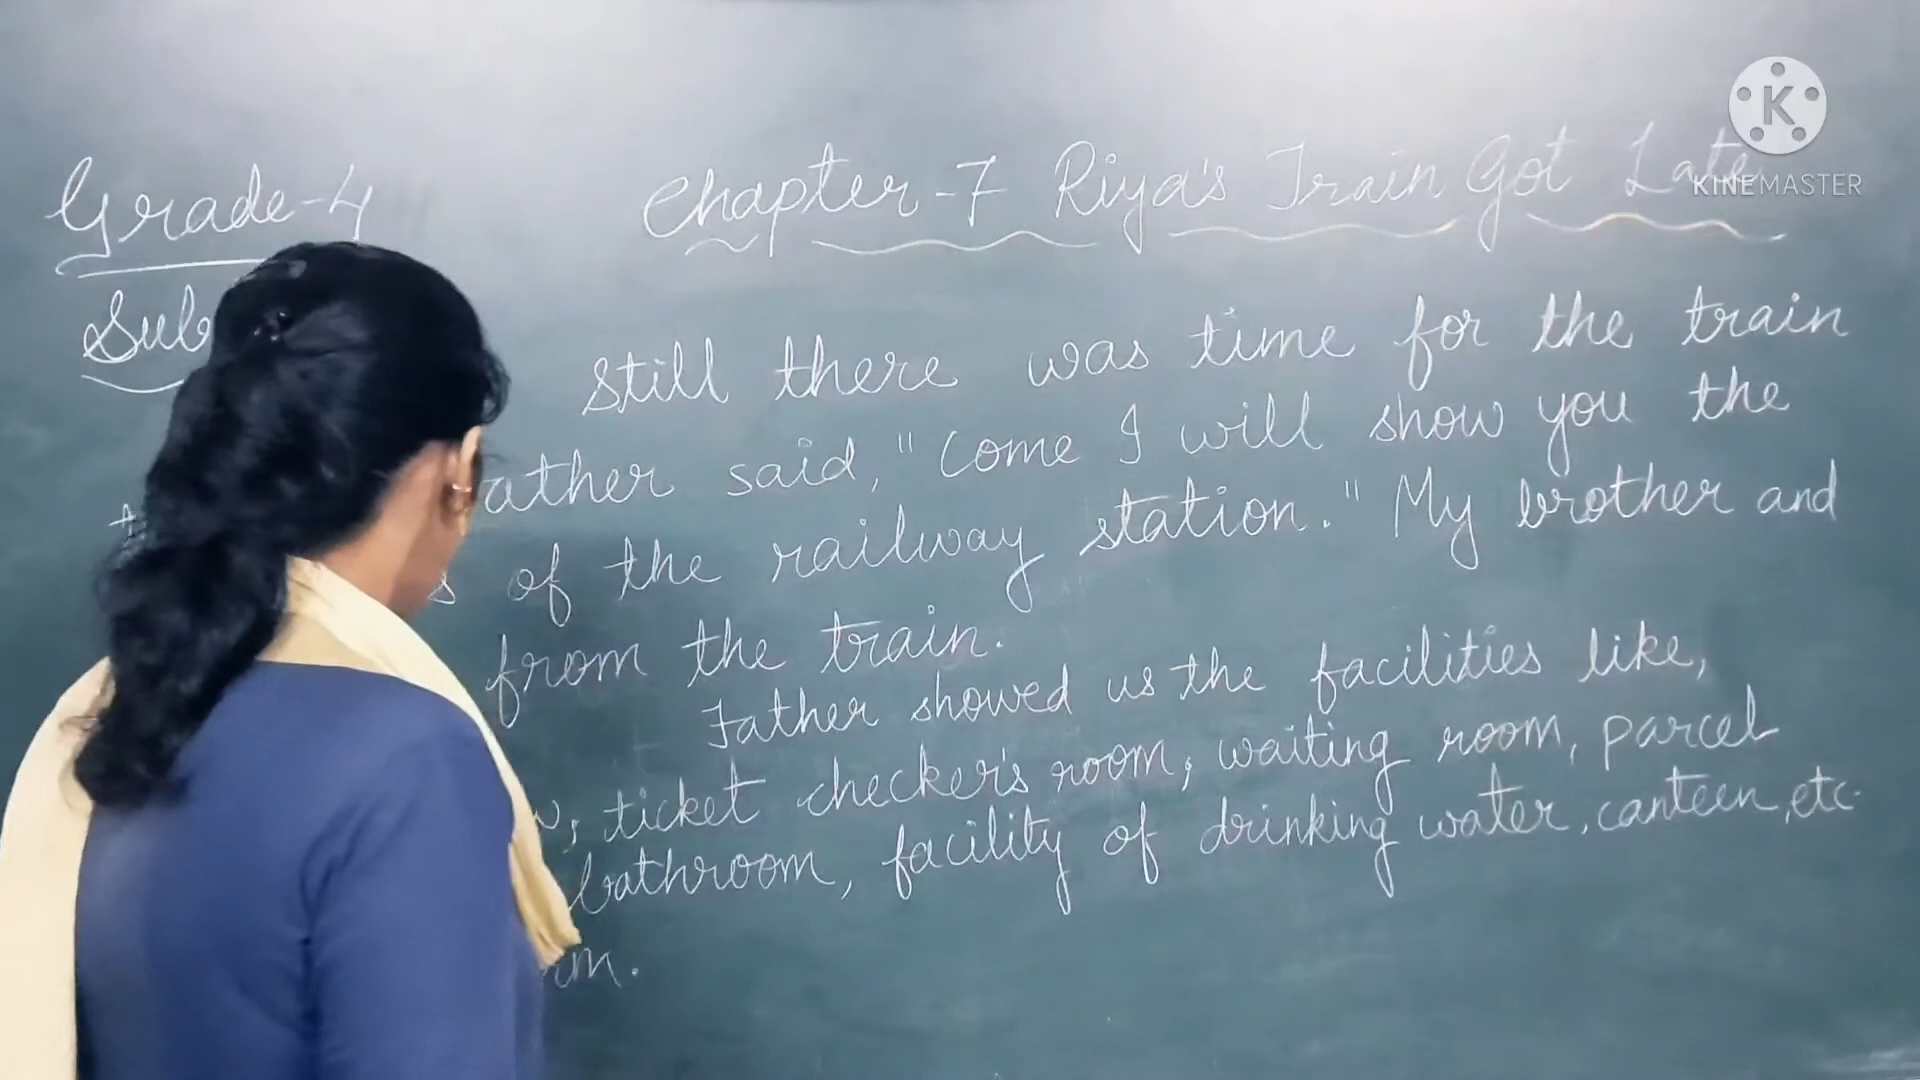 Grade-4
Chapter-7 Riya's Train Got Late
KINEMASTER
Still there was time for the train
said, "Come I will show you the
of the railway station." My brother and
from the train.
Father showed us the facilities like,
ticket checker's room, waiting room, parcel
bathroom, facility of drinking water, canteen, etc.